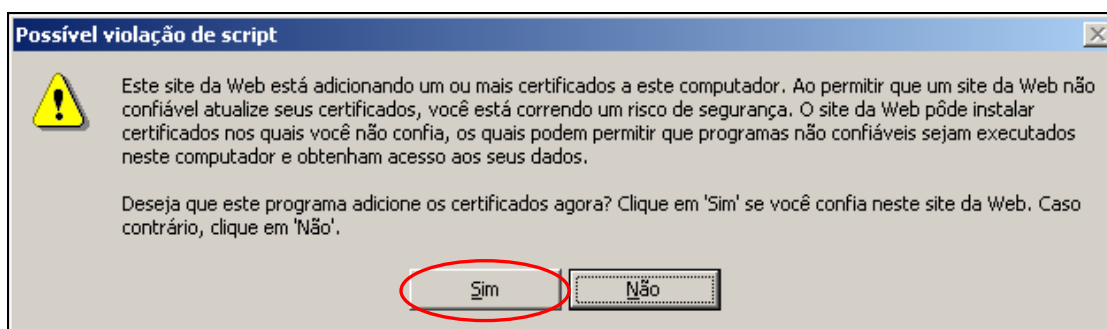 Possível violação de script
Este site da Web está adicionando um ou mais certificados a este computador. Ao permitir que um site da Web não
confiável atualize seus certificados, você está correndo um risco de segurança. O site da Web pôde instalar
certificados nos quais você não confia, os quais podem permitir que programas não confiáveis sejam executados
neste computador e obtenham acesso aos seus dados.
Deseja que este programa adicione os certificados agora? Clique em 'Sim' se você confia neste site da Web. Caso
contrário, clique em 'Não'.
Sim Não